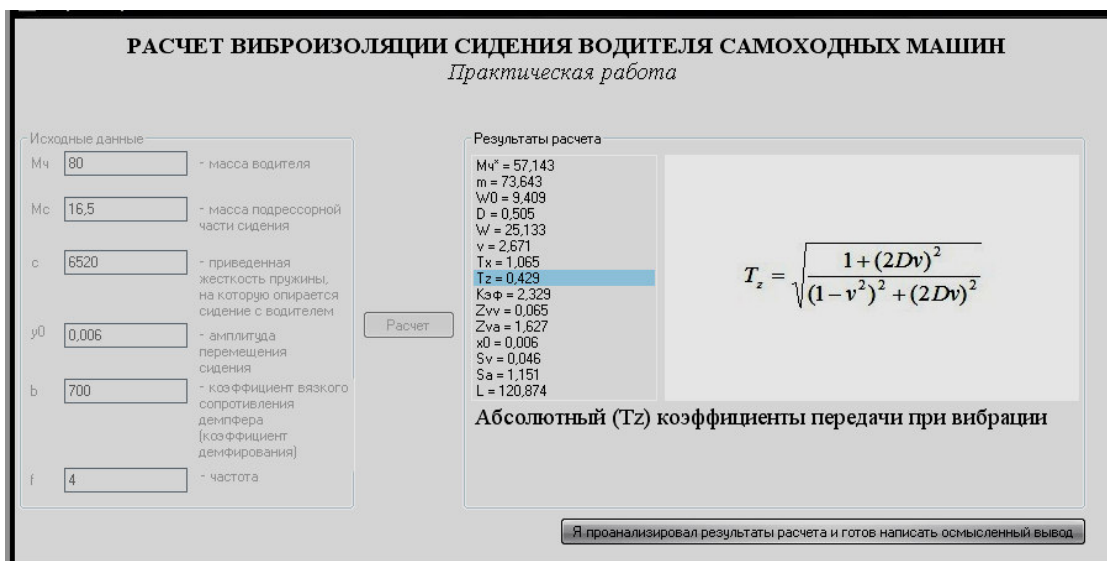 РАСЧЕТ ВИБРОИЗОЛЯЦИИ СИДЕНИЯ ВОДИТЕЛЯ САМОХОДНЫХ МАШИН
Практическая работа
Исходные данные
Мч 80 - масса водителя
Мс 16,5 - масса подрессорной
части сидения
с 6520 - приведенная
жесткость пружины,
на которую опирается
сидение с водителем
y0 0,006 - амплитуда
перемещения
сидения
b 700 - коэффициент вязкого
сопротивления
демпфера
(коэффициент
демфирования)
f 4 - частота
Расчет
Результаты расчета
Мч* = 57,143
m = 73,643
W0 = 9,409
D = 0,505
W = 25,133
v = 2,671
Tx = 1,065
Tz = 0,429
Кэф = 2,329
Zvv = 0,065
Zva = 1,627
x0 = 0,006
Sv = 0,046
Sa = 1,151
L = 120,874
T_z = √((1 + (2Dv)^2) / ((1 − v^2)^2 + (2Dv)^2))
Абсолютный (Tz) коэффициенты передачи при вибрации
Я проанализировал результаты расчета и готов написать осмысленный вывод